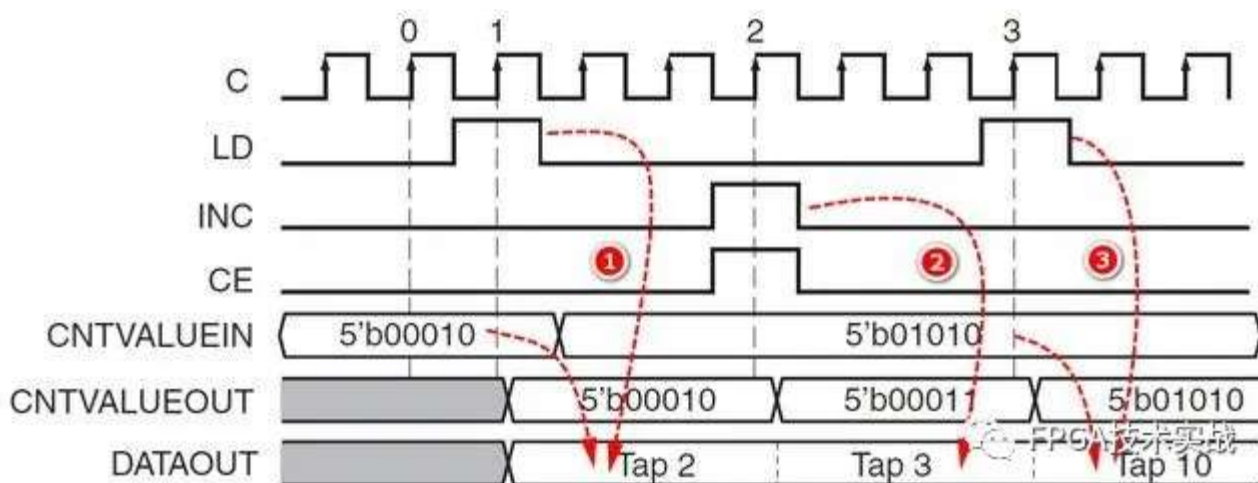 0 1 2 3
C
LD
INC
① ② ③
CE
CNTVALUEIN 5'b00010 5'b01010
CNTVALUEOUT 5'b00010 5'b00011 5'b01010
FPGA技术实战
DATAOUT Tap 2 Tap 3 Tap 10